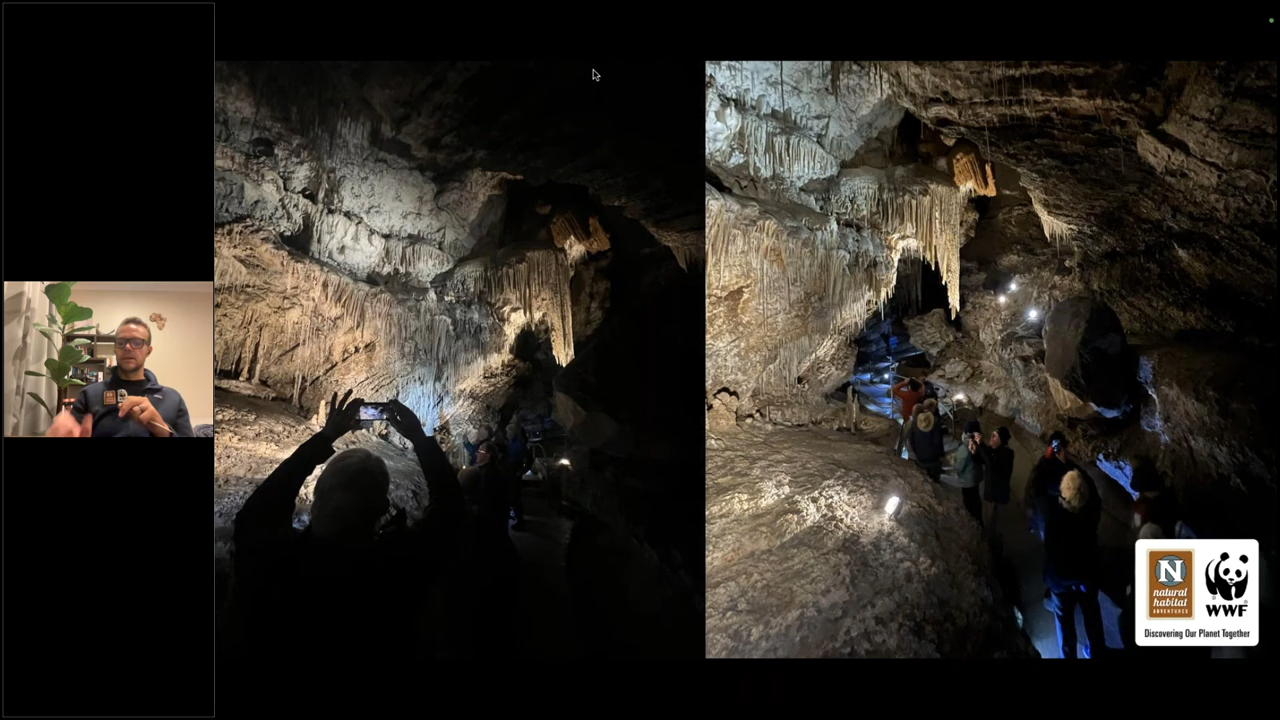 N
natural
habitat
ADVENTURES
WWF
Discovering Our Planet Together